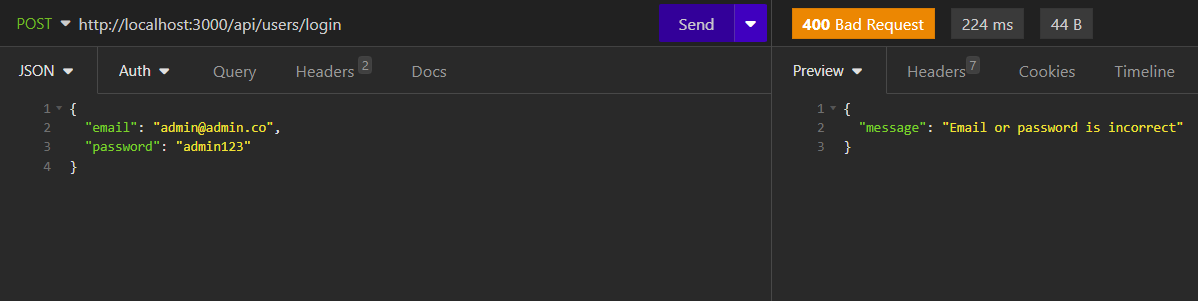 POST http://localhost:3000/api/users/login Send 400 Bad Request 224 ms 44 B
JSON Auth Query Headers 2 Docs Preview Headers 7 Cookies Timeline
1 {
2 "email": "admin@admin.co",
3 "password": "admin123"
4 }
1 {
2 "message": "Email or password is incorrect"
3 }